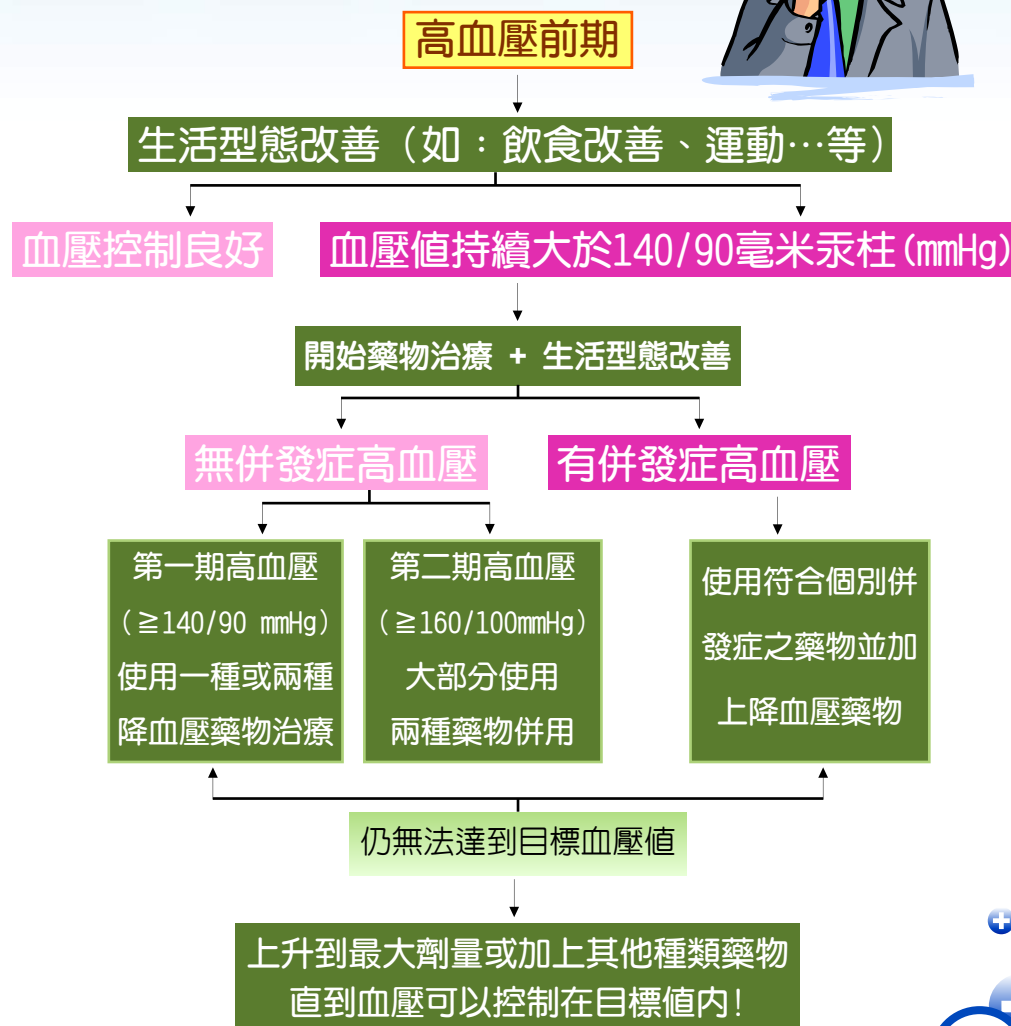 高血壓前期
生活型態改善（如：飲食改善、運動…等）
血壓控制良好
血壓值持續大於140/90毫米汞柱(mmHg)
開始藥物治療 + 生活型態改善
無併發症高血壓
有併發症高血壓
第一期高血壓
（≧140/90 mmHg）
使用一種或兩種
降血壓藥物治療
第二期高血壓
（≧160/100mmHg）
大部分使用
兩種藥物併用
使用符合個別併
發症之藥物並加
上降血壓藥物
仍無法達到目標血壓值
上升到最大劑量或加上其他種類藥物
直到血壓可以控制在目標值內!